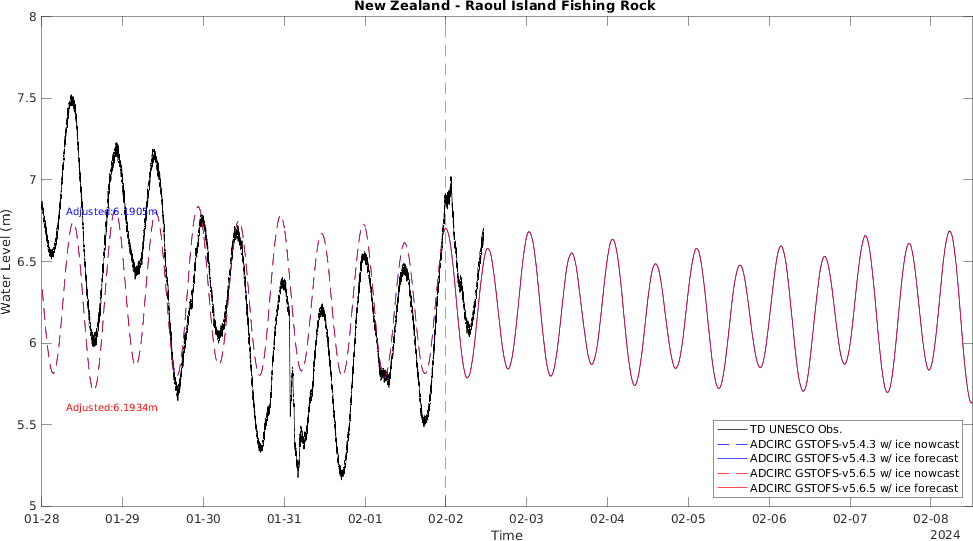 New Zealand - Raoul Island Fishing Rock
8
7.5
7
6.5
6
5.5
5
Water Level (m)
Adjusted:6.1905m
Adjusted:6.1934m
TD UNESCO Obs.
ADCIRC GSTOFS-v5.4.3 w/ ice nowcast
ADCIRC GSTOFS-v5.4.3 w/ ice forecast
ADCIRC GSTOFS-v5.6.5 w/ ice nowcast
ADCIRC GSTOFS-v5.6.5 w/ ice forecast
01-28 01-29 01-30 01-31 02-01 02-02 02-03 02-04 02-05 02-06 02-07 02-08
Time
2024